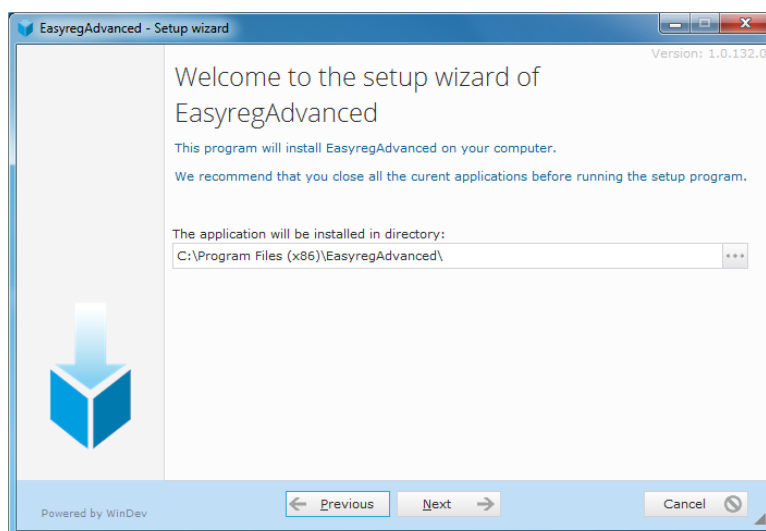 EasyregAdvanced - Setup wizard
Version: 1.0.132.0
Welcome to the setup wizard of
EasyregAdvanced
This program will install EasyregAdvanced on your computer.
We recommend that you close all the curent applications before running the setup program.
The application will be installed in directory:
C:\Program Files (x86)\EasyregAdvanced\
Powered by WinDev
Previous
Next
Cancel